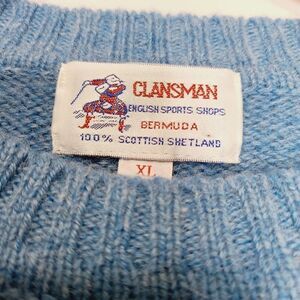 CLANSMAN
ENGLISH SPORTS SHOPS
BERMUDA
100% SCOTTISH SHETLAND
XL